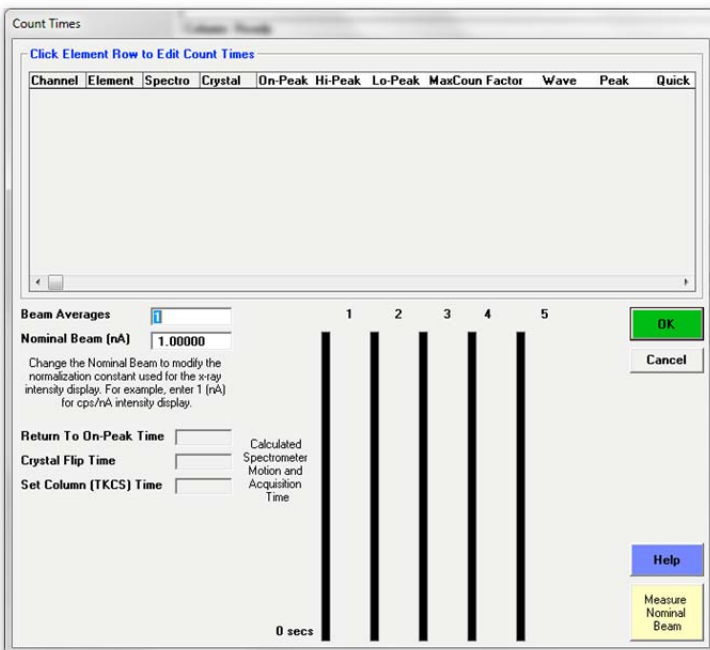 Count Times
Click Element Row to Edit Count Times
Channel Element Spectro Crystal On-Peak Hi-Peak Lo-Peak MaxCoun Factor Wave Peak Quick
Beam Averages 1
Nominal Beam (nA) 1.00000
Change the Nominal Beam to modify the
normalization constant used for the x-ray
intensity display. For example, enter 1 (nA)
for cps/nA intensity display.
Return To On-Peak Time
Crystal Flip Time
Set Column (TKCS) Time
Calculated
Spectrometer
Motion and
Acquisition
Time
0 secs
1 2 3 4 5
OK
Cancel
Help
Measure
Nominal
Beam